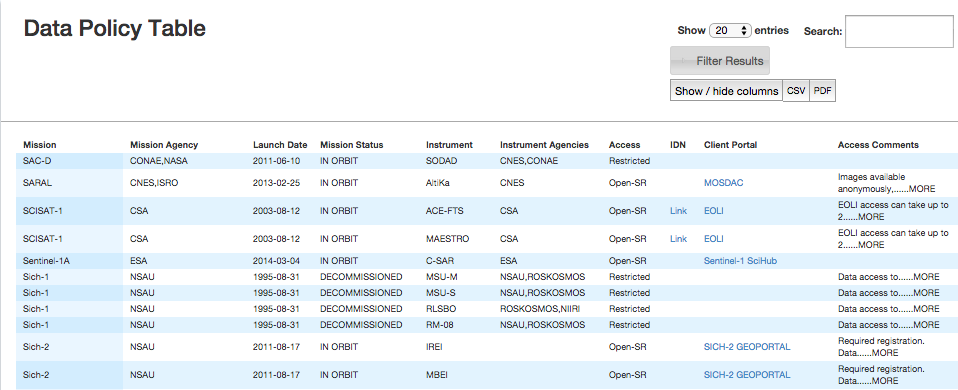 Data Policy Table
Show 20 entries Search:
Filter Results
Show / hide columns CSV PDF
Mission Mission Agency Launch Date Mission Status Instrument Instrument Agencies Access IDN Client Portal Access Comments
SAC-D CONAE,NASA 2011-06-10 IN ORBIT SODAD CNES,CONAE Restricted
SARAL CNES,ISRO 2013-02-25 IN ORBIT AltiKa CNES Open-SR MOSDAC Images available
anonymously,......MORE
SCISAT-1 CSA 2003-08-12 IN ORBIT ACE-FTS CSA Open-SR Link EOLI EOLI access can take up to
2......MORE
SCISAT-1 CSA 2003-08-12 IN ORBIT MAESTRO CSA Open-SR Link EOLI EOLI access can take up to
2......MORE
Sentinel-1A ESA 2014-03-04 IN ORBIT C-SAR ESA Open-SR Sentinel-1 SciHub
Sich-1 NSAU 1995-08-31 DECOMMISSIONED MSU-M NSAU,ROSKOSMOS Restricted Data access to......MORE
Sich-1 NSAU 1995-08-31 DECOMMISSIONED MSU-S NSAU,ROSKOSMOS Restricted Data access to......MORE
Sich-1 NSAU 1995-08-31 DECOMMISSIONED RLSBO ROSKOSMOS,NIIRI Restricted Data access to......MORE
Sich-1 NSAU 1995-08-31 DECOMMISSIONED RM-08 NSAU,ROSKOSMOS Restricted Data access to......MORE
Sich-2 NSAU 2011-08-17 IN ORBIT IREI Open-SR SICH-2 GEOPORTAL Required registration.
Data......MORE
Sich-2 NSAU 2011-08-17 IN ORBIT MBEI Open-SR SICH-2 GEOPORTAL Required registration.
Data......MORE